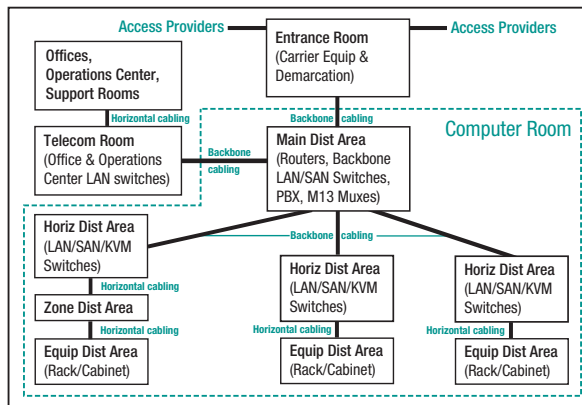 Access Providers
Entrance Room
(Carrier Equip &
Demarcation)
Access Providers
Offices,
Operations Center,
Support Rooms
Horizontal cabling
Backbone cabling
Computer Room
Telecom Room
(Office & Operations
Center LAN switches)
Backbone
cabling
Main Dist Area
(Routers, Backbone
LAN/SAN Switches,
PBX, M13 Muxes)
Backbone cabling
Horiz Dist Area
(LAN/SAN/KVM
Switches)
Horizontal cabling
Zone Dist Area
Horizontal cabling
Equip Dist Area
(Rack/Cabinet)
Horiz Dist Area
(LAN/SAN/KVM
Switches)
Horizontal cabling
Equip Dist Area
(Rack/Cabinet)
Horiz Dist Area
(LAN/SAN/KVM
Switches)
Horizontal cabling
Equip Dist Area
(Rack/Cabinet)